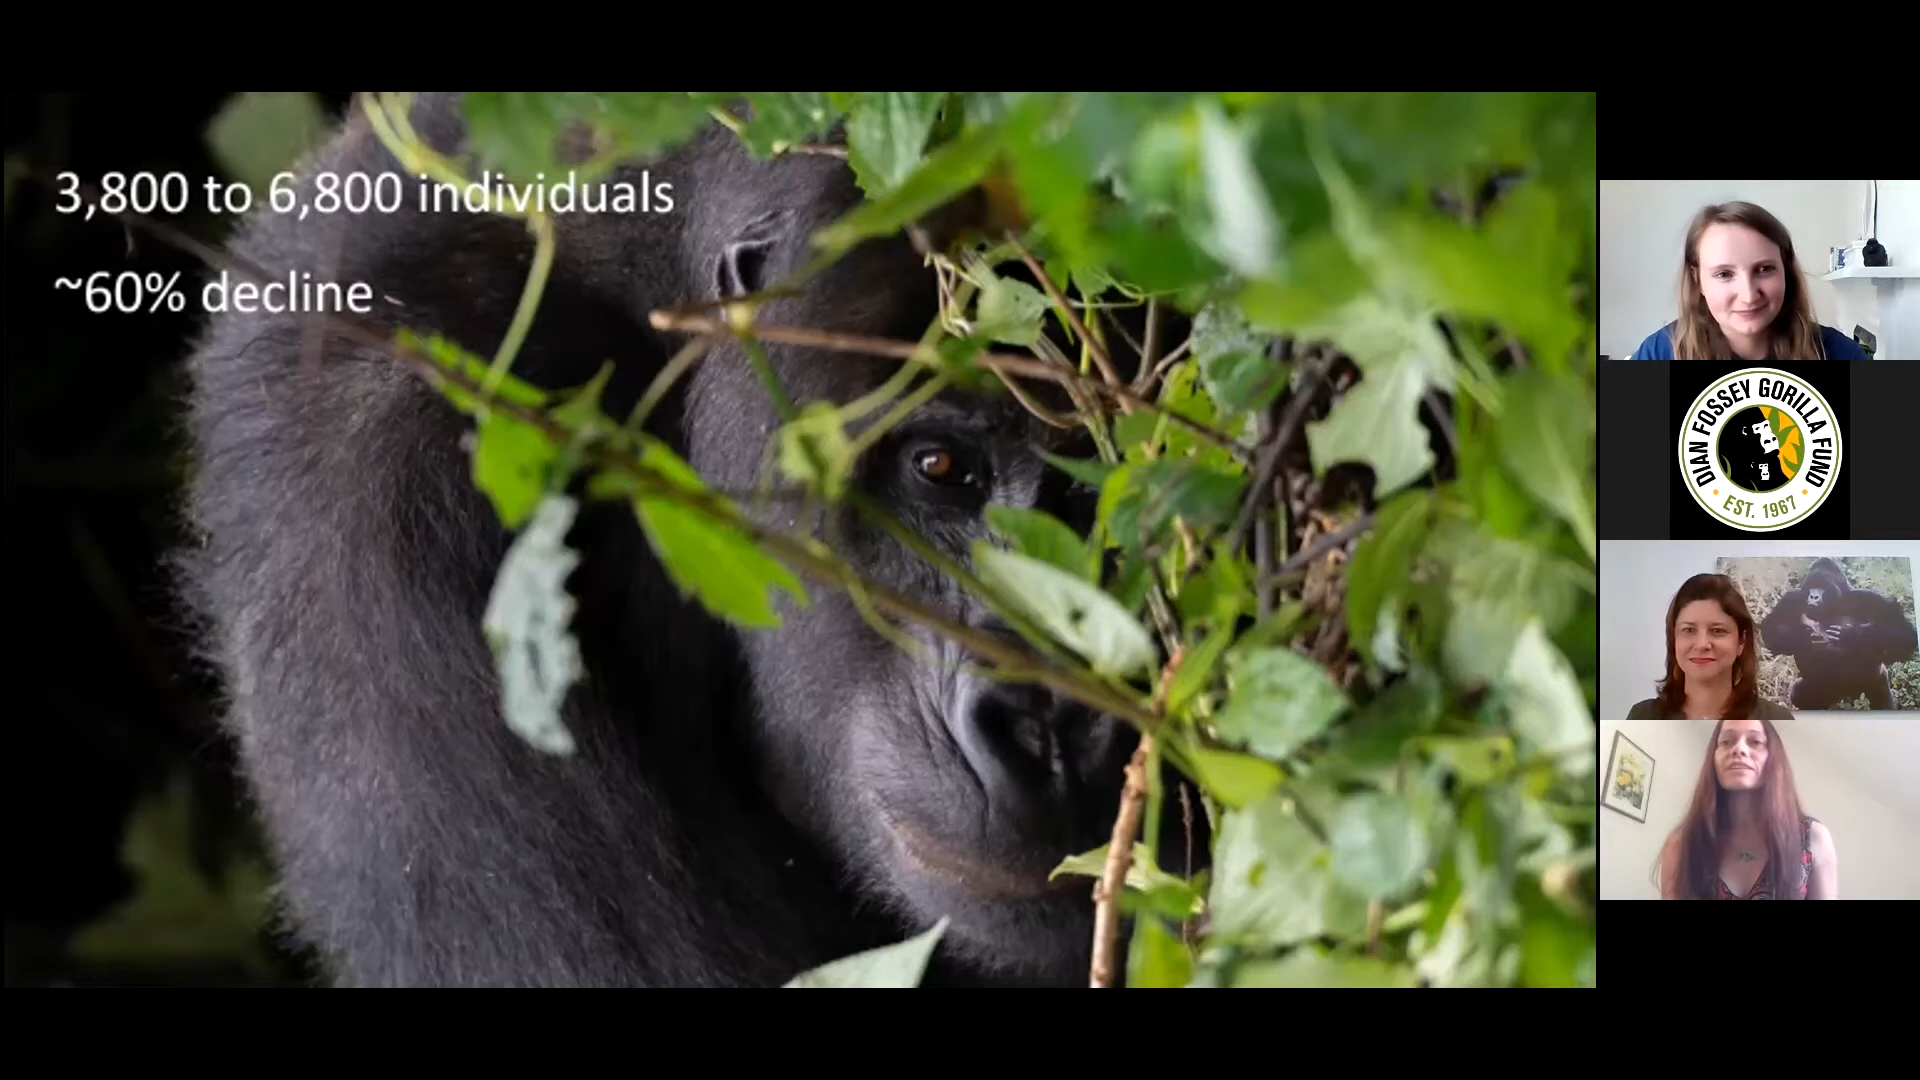 3,800 to 6,800 individuals
~60% decline
DIAN FOSSEY GORILLA FUND
EST. 1967